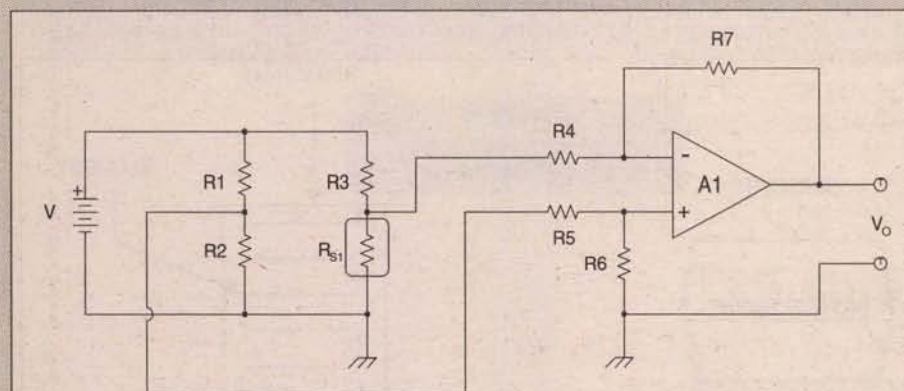 R7
R4
R1
R3
-
A1
+
V
+
R2
R5
V_O
R_S1
R6